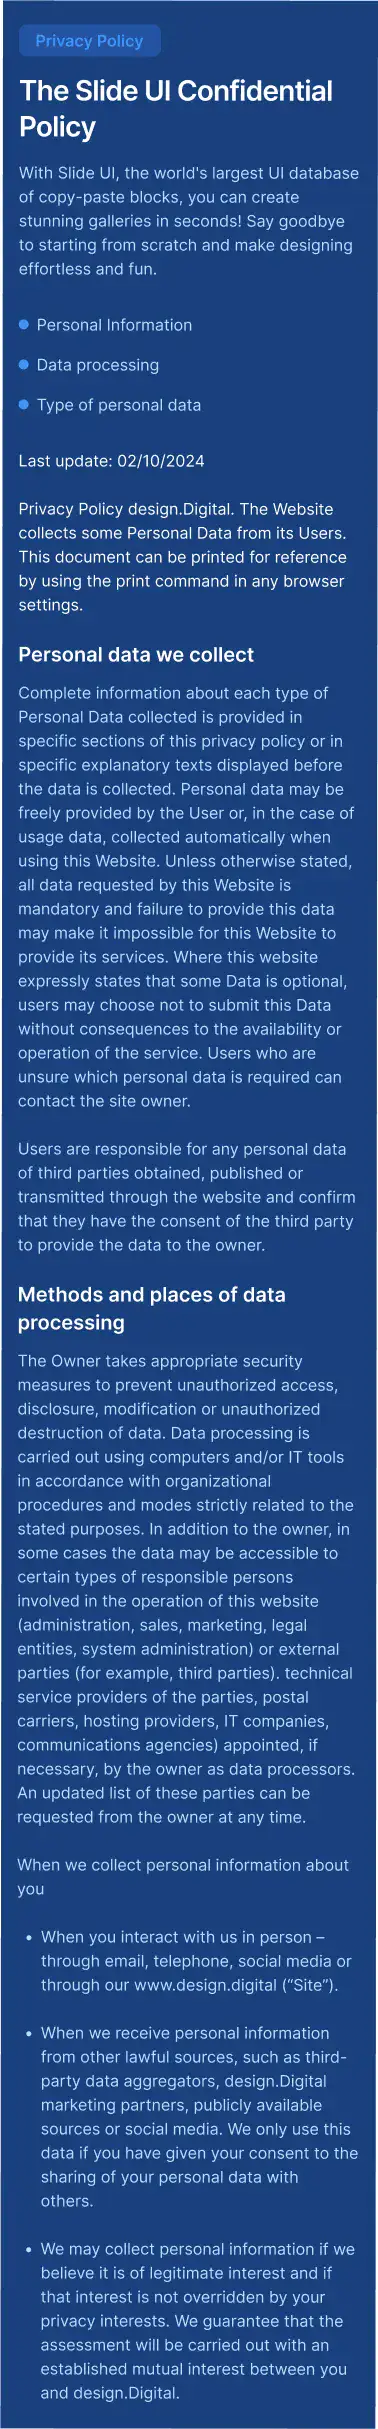 Privacy Policy
The Slide UI Confidential
Policy
With Slide UI, the world's largest UI database
of copy-paste blocks, you can create
stunning galleries in seconds! Say goodbye
to starting from scratch and make designing
effortless and fun.
Personal Information
Data processing
Type of personal data
Last update: 02/10/2024
Privacy Policy design.Digital. The Website
collects some Personal Data from its Users.
This document can be printed for reference
by using the print command in any browser
settings.
Personal data we collect
Complete information about each type of
Personal Data collected is provided in
specific sections of this privacy policy or in
specific explanatory texts displayed before
the data is collected. Personal data may be
freely provided by the User or, in the case of
usage data, collected automatically when
using this Website. Unless otherwise stated,
all data requested by this Website is
mandatory and failure to provide this data
may make it impossible for this Website to
provide its services. Where this website
expressly states that some Data is optional,
users may choose not to submit this Data
without consequences to the availability or
operation of the service. Users who are
unsure which personal data is required can
contact the site owner.
Users are responsible for any personal data
of third parties obtained, published or
transmitted through the website and confirm
that they have the consent of the third party
to provide the data to the owner.
Methods and places of data
processing
The Owner takes appropriate security
measures to prevent unauthorized access,
disclosure, modification or unauthorized
destruction of data. Data processing is
carried out using computers and/or IT tools
in accordance with organizational
procedures and modes strictly related to the
stated purposes. In addition to the owner, in
some cases the data may be accessible to
certain types of responsible persons
involved in the operation of this website
(administration, sales, marketing, legal
entities, system administration) or external
parties (for example, third parties). technical
service providers of the parties, postal
carriers, hosting providers, IT companies,
communications agencies) appointed, if
necessary, by the owner as data processors.
An updated list of these parties can be
requested from the owner at any time.
When we collect personal information about
you
• When you interact with us in person –
through email, telephone, social media or
through our www.design.digital (“Site”).
• When we receive personal information
from other lawful sources, such as third-
party data aggregators, design.Digital
marketing partners, publicly available
sources or social media. We only use this
data if you have given your consent to the
sharing of your personal data with
others.
• We may collect personal information if we
believe it is of legitimate interest and if
that interest is not overridden by your
privacy interests. We guarantee that the
assessment will be carried out with an
established mutual interest between you
and design.Digital.